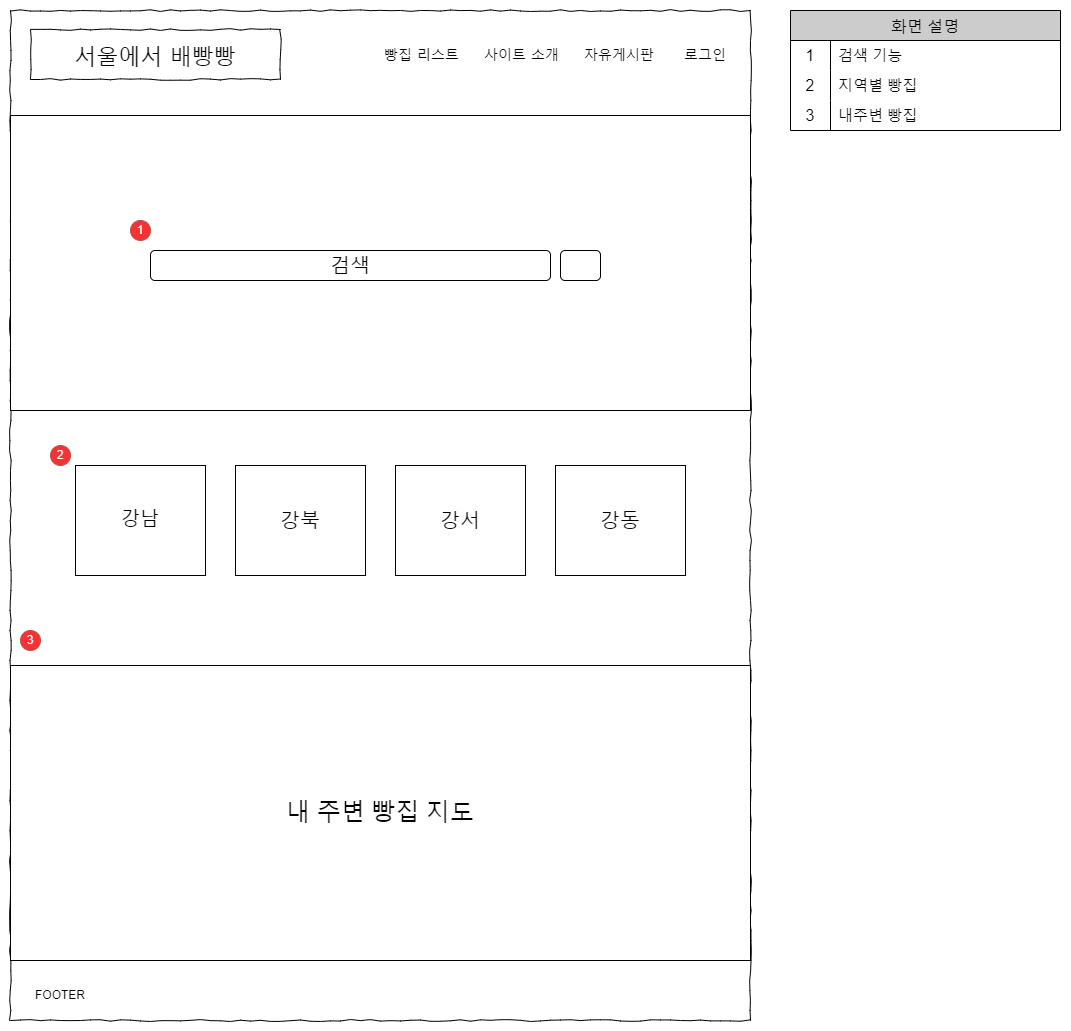 서울에서 배빵빵
빵집 리스트 사이트 소개 자유게시판 로그인
1
검색
2
강남 강북 강서 강동
3
내 주변 빵집 지도
FOOTER
화면 설명
1 검색 기능
2 지역별 빵집
3 내주변 빵집